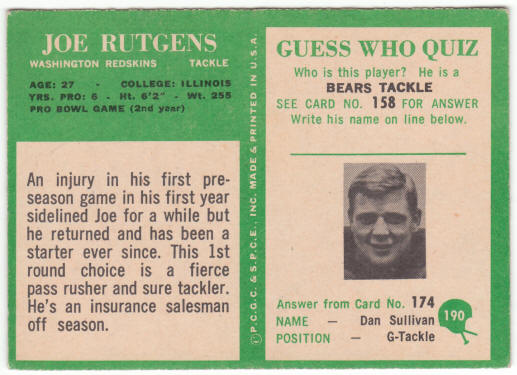 JOE RUTGENS
WASHINGTON REDSKINS TACKLE
AGE: 27 - COLLEGE: ILLINOIS
YRS. PRO: 6 - Ht. 6'2" - Wt. 255
PRO BOWL GAME (2nd year)
An injury in his first pre-
season game in his first year
sidelined Joe for a while but
he returned and has been a
starter ever since. This 1st
round choice is a fierce
pass rusher and sure tackler.
He's an insurance salesman
off season.
Ⓛ P.C.G.C. & S.P.C.E., INC. MADE & PRINTED IN U.S.A.
GUESS WHO QUIZ
Who is this player? He is a
BEARS TACKLE
SEE CARD NO. 158 FOR ANSWER
Write his name on line below.
Answer from Card No. 174
NAME — Dan Sullivan
POSITION — G-Tackle
190